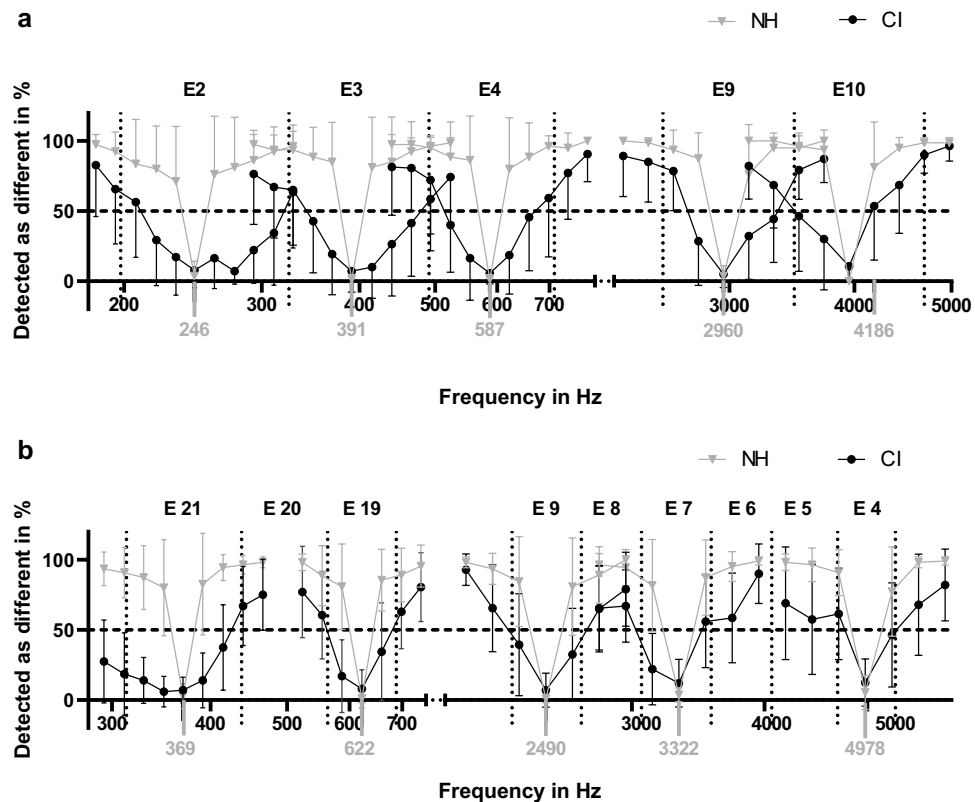 a
NH CI
Detected as different in %
E2 E3 E4 E9 E10
100
50
0
200 300 400 500 600 700 3000 4000 5000
246 391 587 2960 4186
Frequency in Hz
b
NH CI
Detected as different in %
E 21 E 20 E 19 E 9 E 8 E 7 E 6 E 5 E 4
100
50
0
300 400 500 600 700 3000 4000 5000
369 622 2490 3322 4978
Frequency in Hz